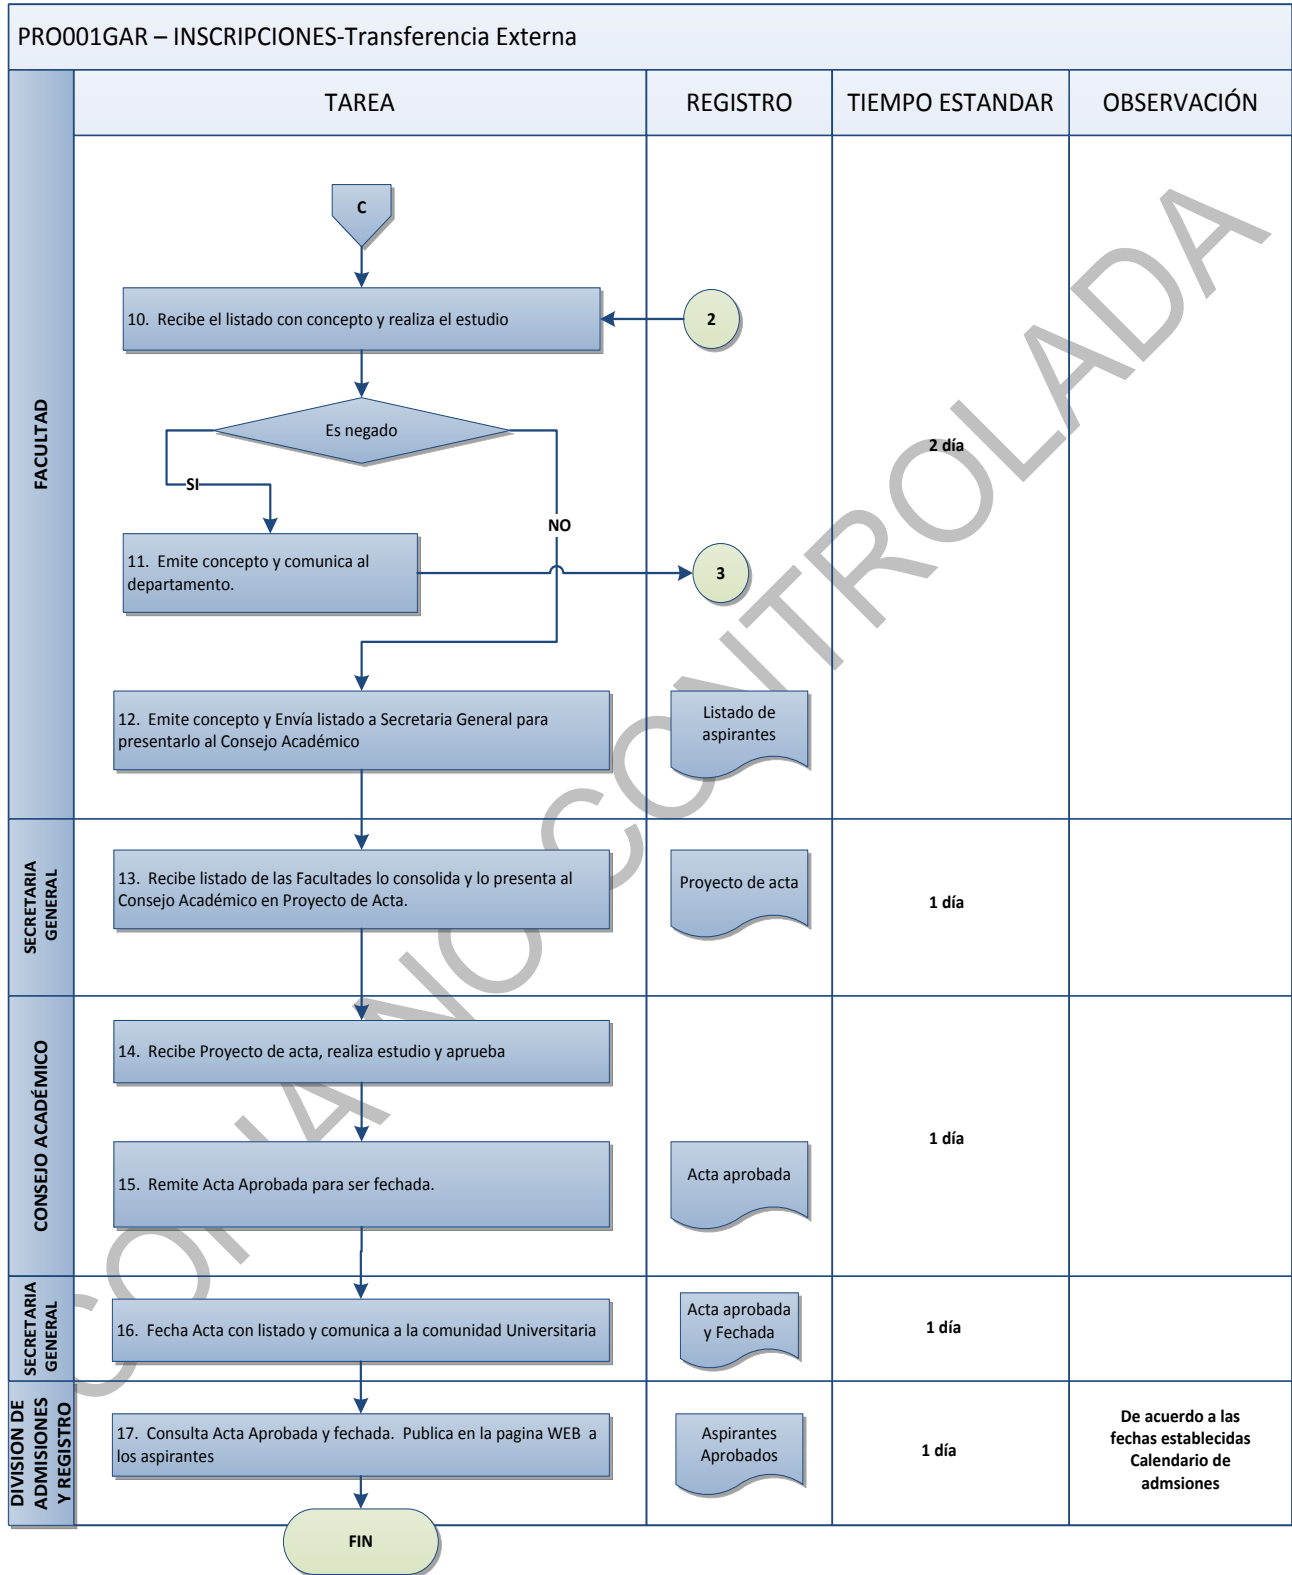 PRO001GAR – INSCRIPCIONES-Transferencia Externa
TAREA
REGISTRO
TIEMPO ESTANDAR
OBSERVACIÓN
FACULTAD
C
10. Recibe el listado con concepto y realiza el estudio
2
Es negado
2 día
SI
NO
11. Emite concepto y comunica al
departamento.
3
12. Emite concepto y Envía listado a Secretaria General para
presentarlo al Consejo Académico
Listado de
aspirantes
SECRETARIA
GENERAL
13. Recibe listado de las Facultades lo consolida y lo presenta al
Consejo Académico en Proyecto de Acta.
Proyecto de acta
1 día
CONSEJO ACADÉMICO
14. Recibe Proyecto de acta, realiza estudio y aprueba
1 día
15. Remite Acta Aprobada para ser fechada.
Acta aprobada
SECRETARIA
GENERAL
16. Fecha Acta con listado y comunica a la comunidad Universitaria
Acta aprobada
y Fechada
1 día
DIVISION DE
ADMISIONES
Y REGISTRO
17. Consulta Acta Aprobada y fechada. Publica en la pagina WEB a
los aspirantes
Aspirantes
Aprobados
1 día
De acuerdo a las
fechas establecidas
Calendario de
admsiones
FIN
COPIA NO CONTROLADA